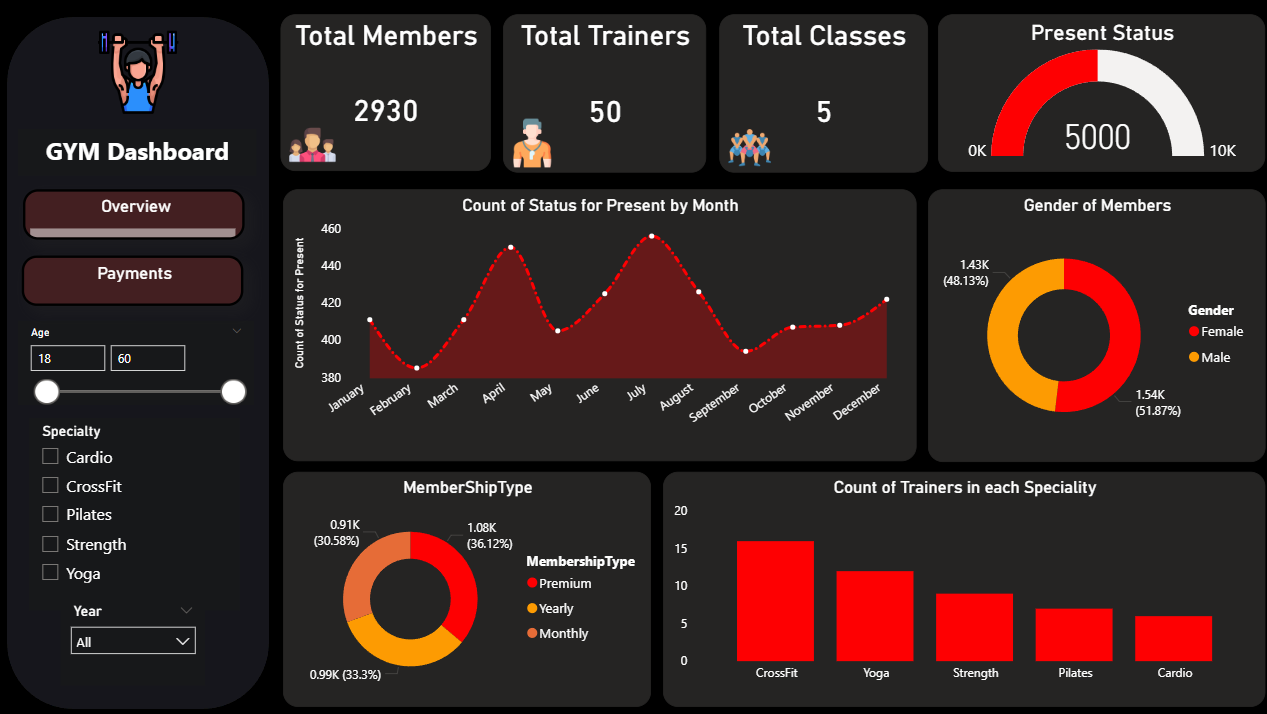 GYM Dashboard
Overview
Payments
Age
18
60
Specialty
Cardio
CrossFit
Pilates
Strength
Yoga
Year
All
Total Members
2930
Total Trainers
50
Total Classes
5
Present Status
5000
0K
10K
Count of Status for Present by Month
Count of Status for Present
460
440
420
400
380
January
February
March
April
May
June
July
August
September
October
November
December
Gender of Members
1.43K
(48.13%)
1.54K
(51.87%)
Gender
Female
Male
MemberShipType
0.91K
(30.58%)
1.08K
(36.12%)
0.99K (33.3%)
MembershipType
Premium
Yearly
Monthly
Count of Trainers in each Speciality
20
15
10
5
0
CrossFit
Yoga
Strength
Pilates
Cardio